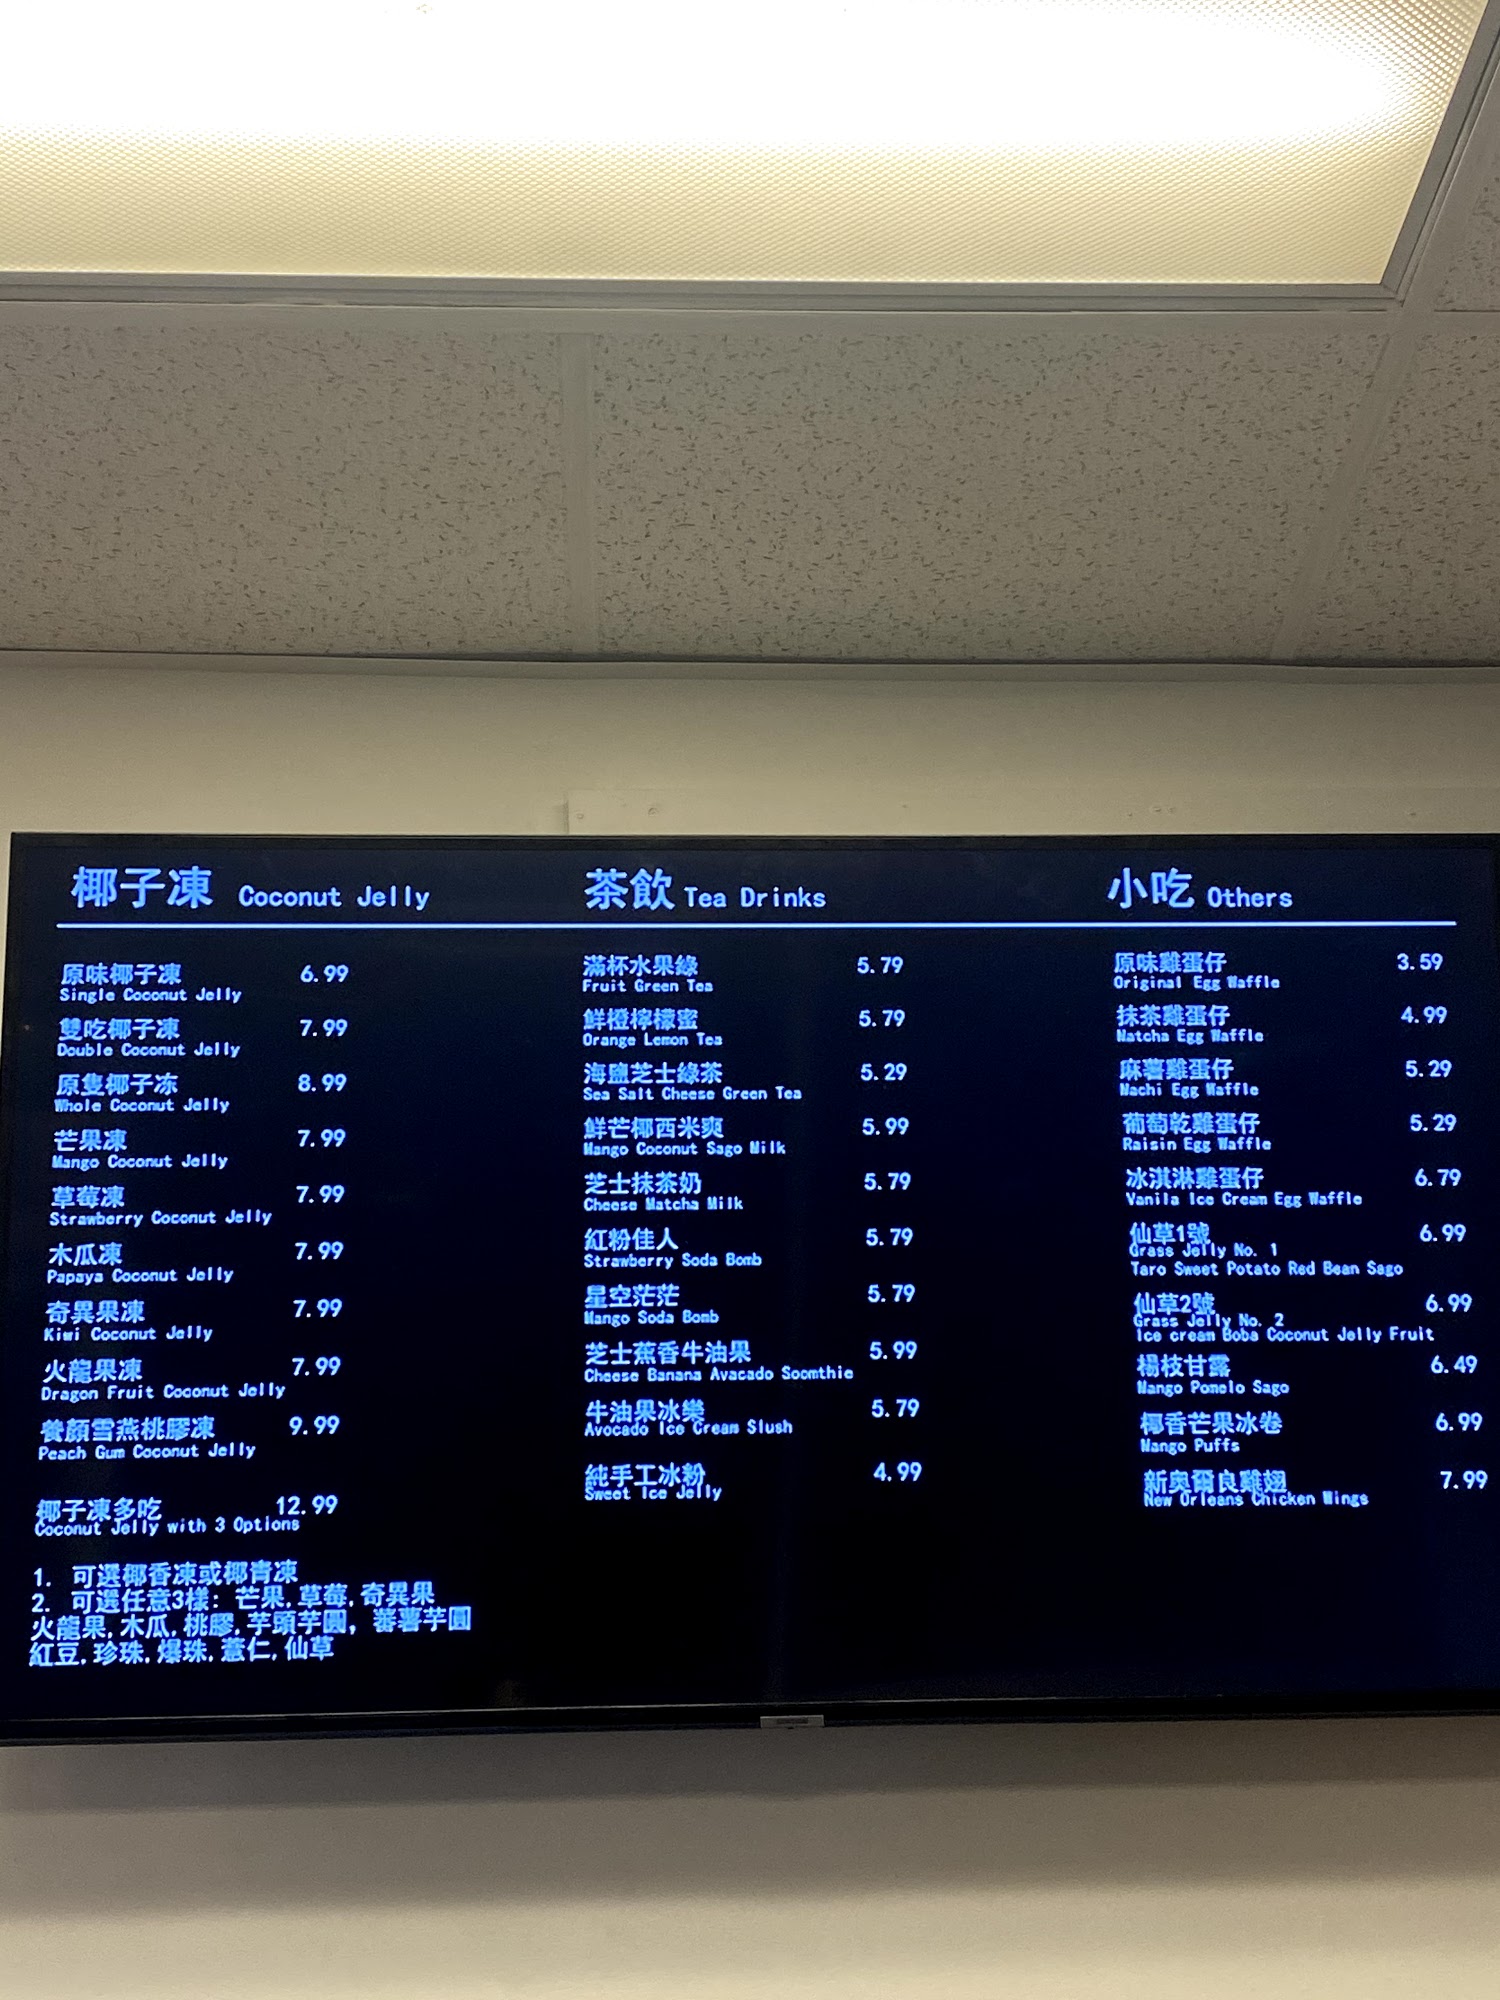 椰子凍 Coconut Jelly
原味椰子凍 6.99
Single Coconut Jelly
雙吃椰子凍 7.99
Double Coconut Jelly
原隻椰子冻 8.99
Whole Coconut Jelly
芒果凍 7.99
Mango Coconut Jelly
草莓凍 7.99
Strawberry Coconut Jelly
木瓜凍 7.99
Papaya Coconut Jelly
奇異果凍 7.99
Kiwi Coconut Jelly
火龍果凍 7.99
Dragon Fruit Coconut Jelly
養顏雪燕桃膠凍 9.99
Peach Gum Coconut Jelly
椰子凍多吃 12.99
Coconut Jelly with 3 Options
1. 可選椰香凍或椰青凍
2. 可選任意3樣: 芒果,草莓,奇異果
火龍果,木瓜,桃膠,芋頭芋圓, 蕃薯芋圓
紅豆,珍珠,爆珠,薏仁,仙草
茶飲 Tea Drinks
滿杯水果綠 5.79
Fruit Green Tea
鮮橙檸檬蜜 5.79
Orange Lemon Tea
海鹽芝士綠茶 5.29
Sea Salt Cheese Green Tea
鮮芒椰西米爽 5.99
Mango Coconut Sago Milk
芝士抹茶奶 5.79
Cheese Matcha Milk
紅粉佳人 5.79
Strawberry Soda Bomb
星空茫茫 5.79
Mango Soda Bomb
芝士蕉香牛油果 5.99
Cheese Banana Avacado Soomthie
牛油果冰樂 5.79
Avocado Ice Cream Slush
純手工冰粉 4.99
Sweet Ice Jelly
小吃 Others
原味雞蛋仔 3.59
Original Egg Waffle
抹茶雞蛋仔 4.99
Matcha Egg Waffle
麻薯雞蛋仔 5.29
Machi Egg Waffle
葡萄乾雞蛋仔 5.29
Raisin Egg Waffle
冰淇淋雞蛋仔 6.79
Vanila Ice Cream Egg Waffle
仙草1號 6.99
Grass Jelly No. 1
Taro Sweet Potato Red Bean Sago
仙草2號 6.99
Grass Jelly No. 2
Ice cream Boba Coconut Jelly Fruit
楊枝甘露 6.49
Mango Pomelo Sago
椰香芒果冰卷 6.99
Mango Puffs
新奥爾良雞翅 7.99
New Orleans Chicken Wings